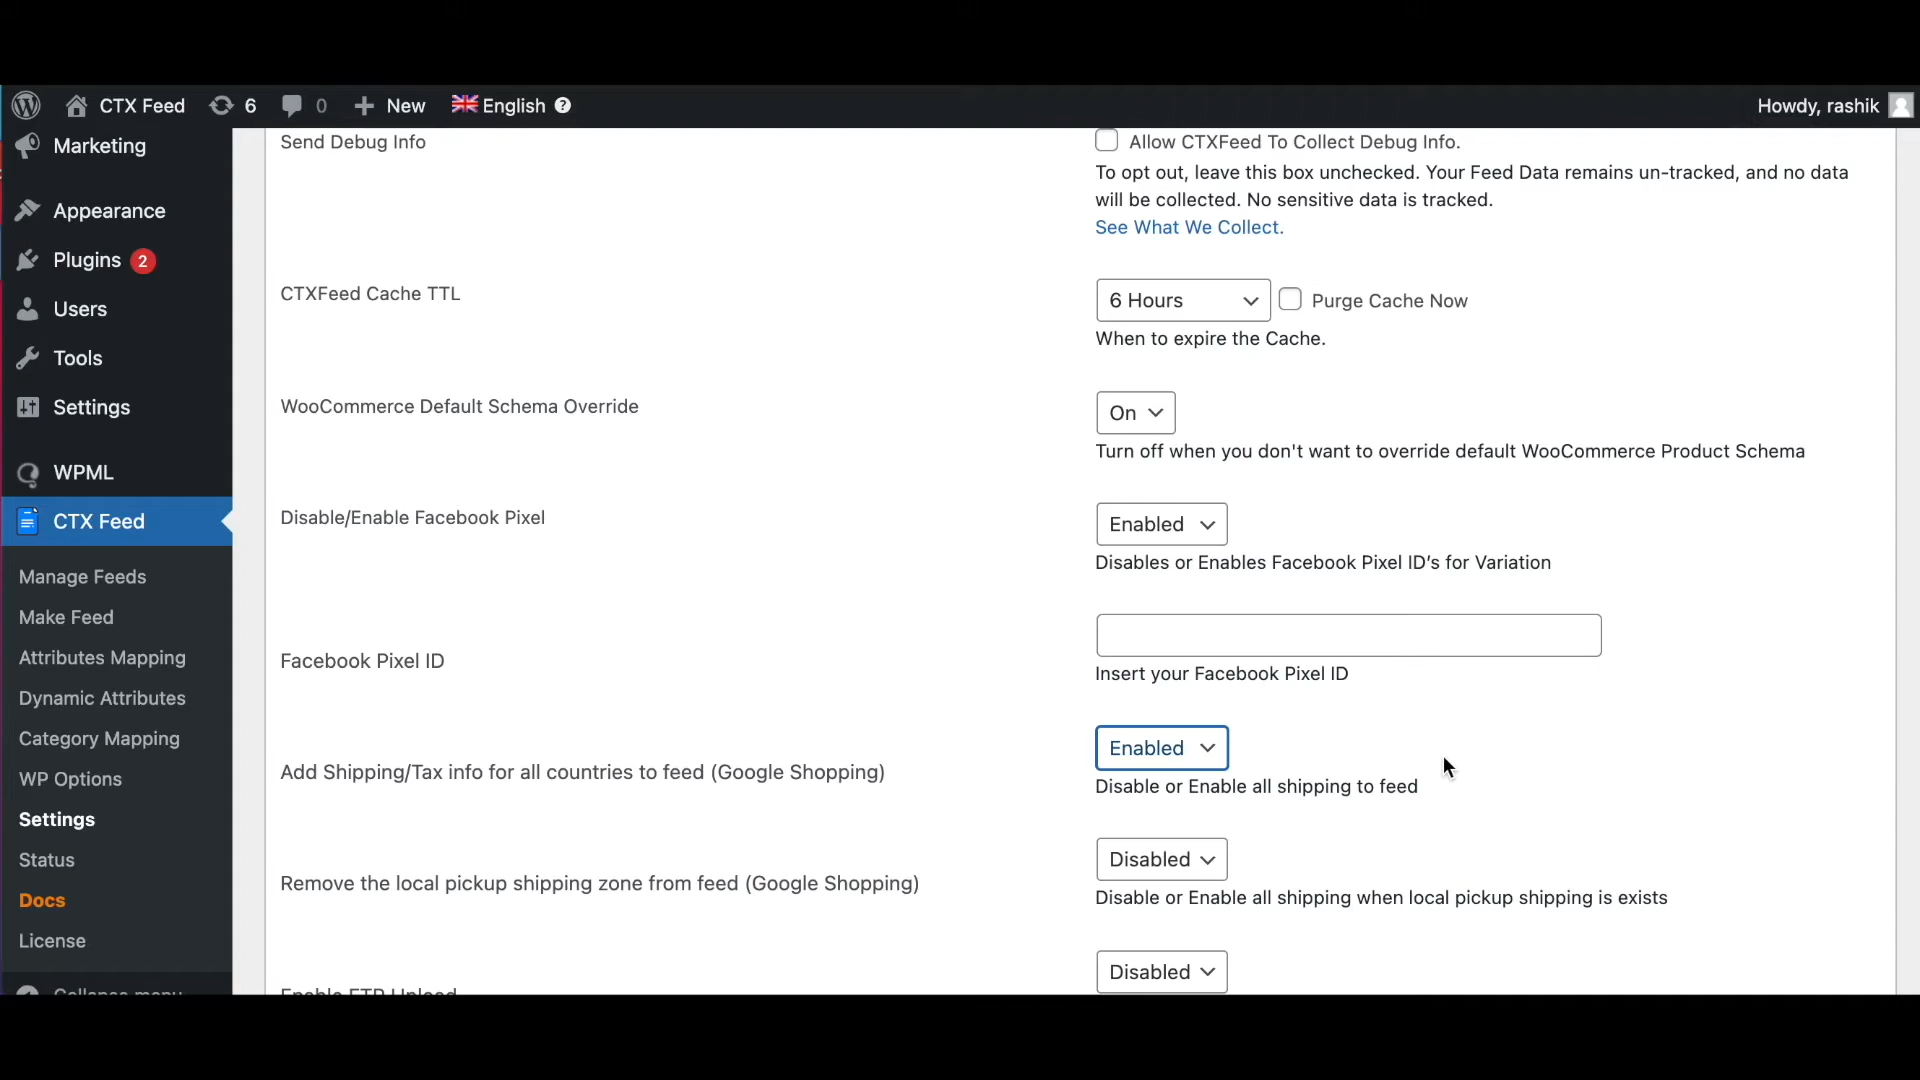 CTX Feed 6 0 New English Howdy, rashik
Marketing
Appearance
Plugins 2
Users
Tools
Settings
WPML
CTX Feed
Manage Feeds
Make Feed
Attributes Mapping
Dynamic Attributes
Category Mapping
WP Options
Settings
Status
Docs
License
Collapse menu
Send Debug Info
Allow CTXFeed To Collect Debug Info.
To opt out, leave this box unchecked. Your Feed Data remains un-tracked, and no data
will be collected. No sensitive data is tracked.
See What We Collect.
CTXFeed Cache TTL
6 Hours Purge Cache Now
When to expire the Cache.
WooCommerce Default Schema Override
On
Turn off when you don't want to override default WooCommerce Product Schema
Disable/Enable Facebook Pixel
Enabled
Disables or Enables Facebook Pixel ID's for Variation
Facebook Pixel ID
Insert your Facebook Pixel ID
Add Shipping/Tax info for all countries to feed (Google Shopping)
Enabled
Disable or Enable all shipping to feed
Remove the local pickup shipping zone from feed (Google Shopping)
Disabled
Disable or Enable all shipping when local pickup shipping is exists
Enable FTP Upload
Disabled